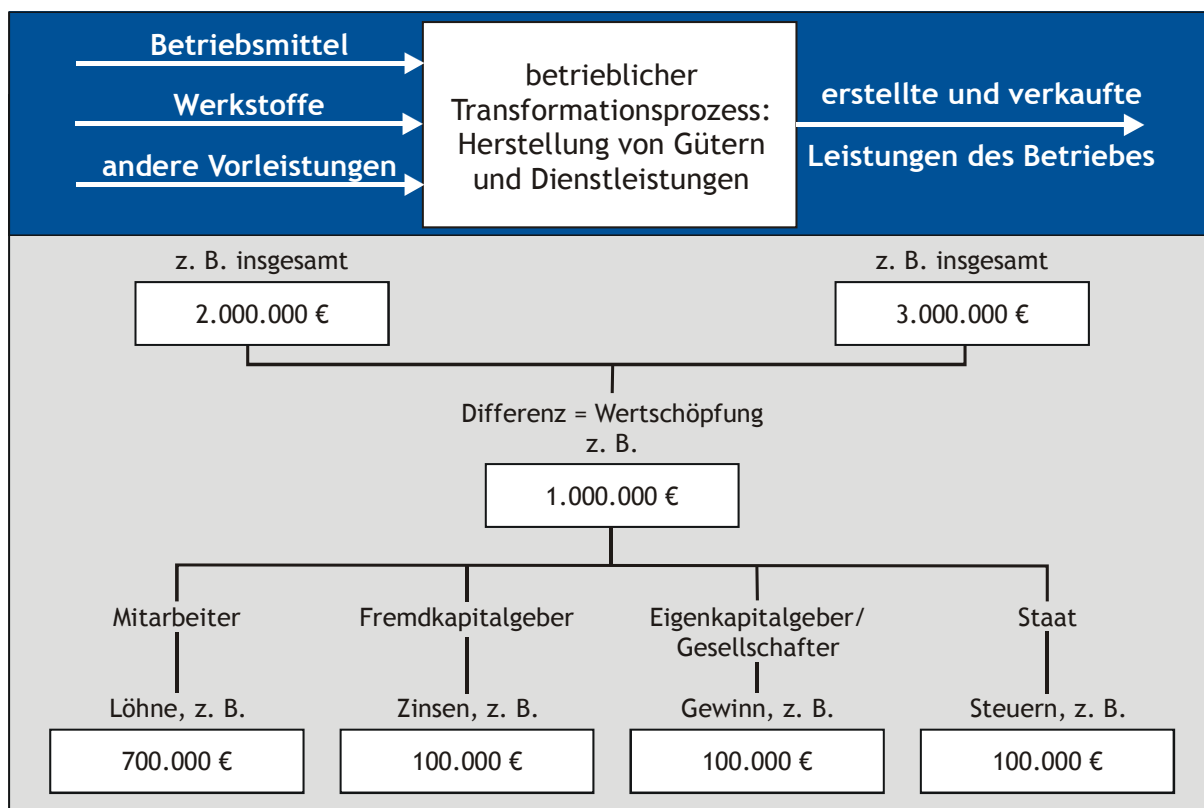 Betriebsmittel
Werkstoffe
andere Vorleistungen
betrieblicher
Transformationsprozess:
Herstellung von Gütern
und Dienstleistungen
erstellte und verkaufte
Leistungen des Betriebes
z. B. insgesamt
2.000.000 €
z. B. insgesamt
3.000.000 €
Differenz = Wertschöpfung
z. B.
1.000.000 €
Mitarbeiter
Fremdkapitalgeber
Eigenkapitalgeber/
Gesellschafter
Staat
Löhne, z. B.
Zinsen, z. B.
Gewinn, z. B.
Steuern, z. B.
700.000 €
100.000 €
100.000 €
100.000 €